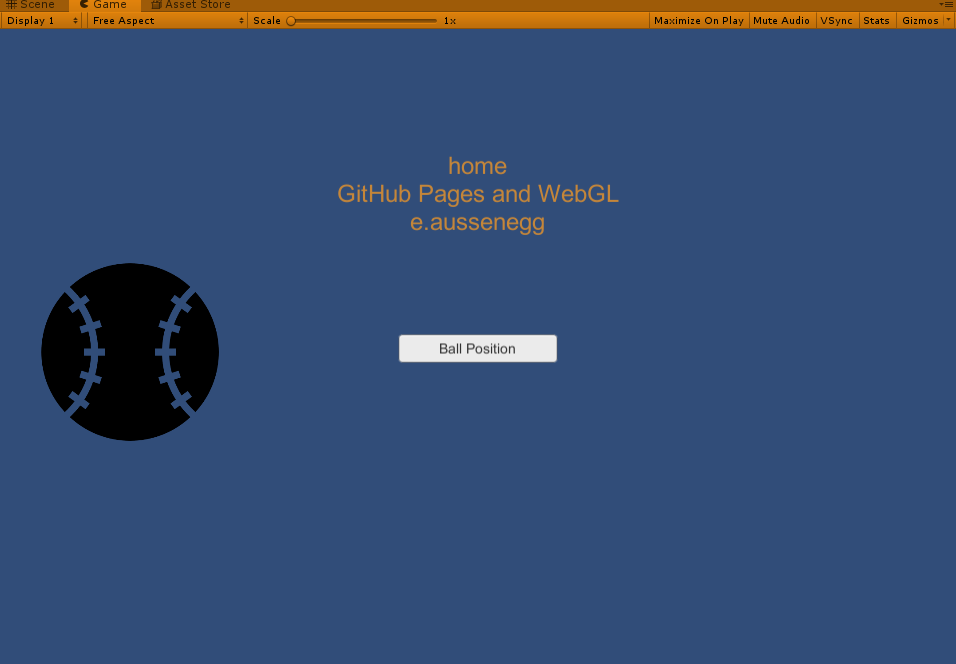 Scene Game Asset Store
Display 1 Free Aspect Scale 1x Maximize On Play Mute Audio VSync Stats Gizmos
home
GitHub Pages and WebGL
e.aussenegg
Ball Position